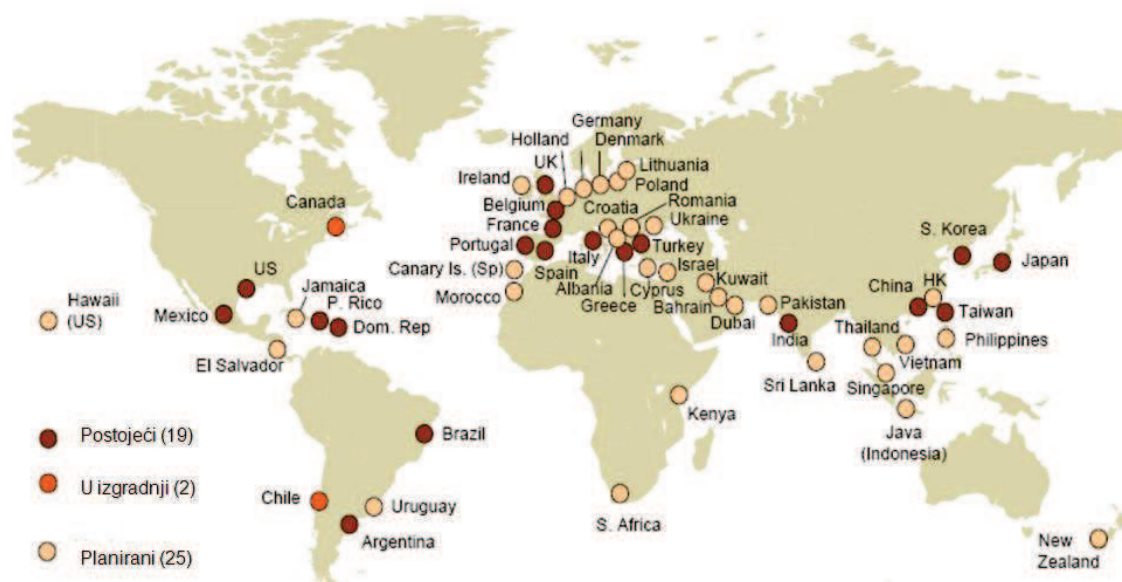 Germany
Holland
Denmark
UK
Lithuania
Ireland
Poland
Canada
Belgium
Croatia
Romania
France
Ukraine
S. Korea
Portugal
Italy
Turkey
Japan
US
Canary Is. (Sp)
Spain
Israel
Jamaica
Albania
Cyprus
Kuwait
HK
Hawaii
(US)
P. Rico
Morocco
Greece
Bahrain
Pakistan
China
Mexico
Dom. Rep
Dubai
India
Thailand
Taiwan
Philippines
El Salvador
Vietnam
Sri Lanka
Singapore
Kenya
Java
(Indonesia)
Postojeći (19)
Brazil
U izgradnji (2)
Chile
Uruguay
S. Africa
Argentina
New
Zealand
Planirani (25)